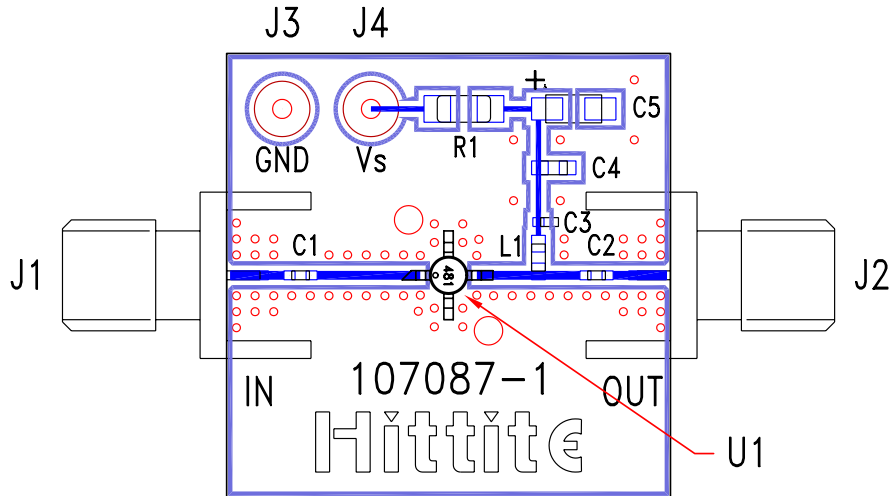 J3 J4
+
C5
GND Vs R1
C4
C3
C1 L1 C2
J1 481 J2
IN 107087-1 OUT
Hittite
U1